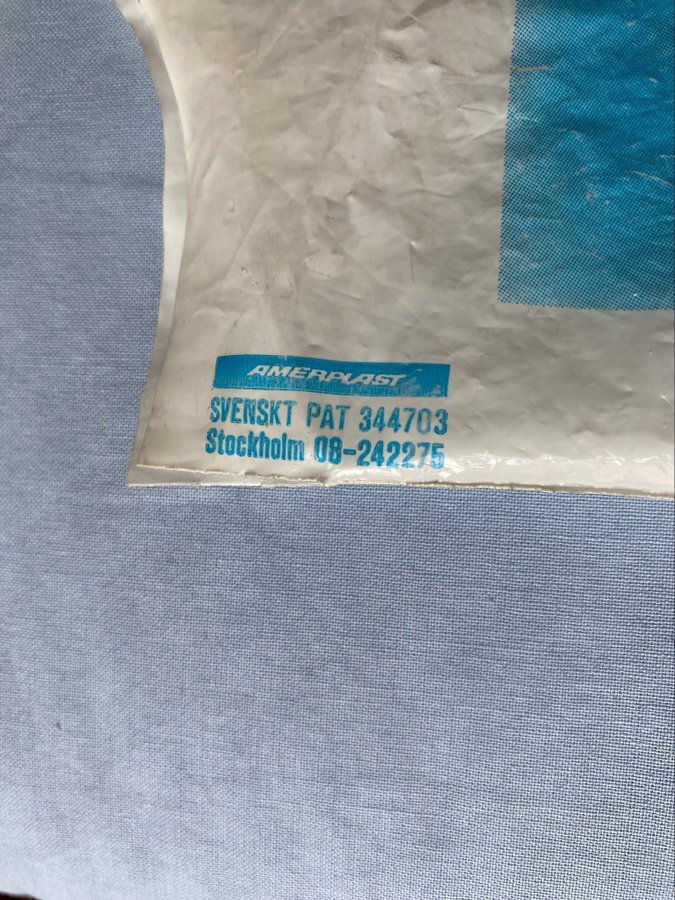 AMERPLAST
SVENSKT PAT 344703
Stockholm 08-242275